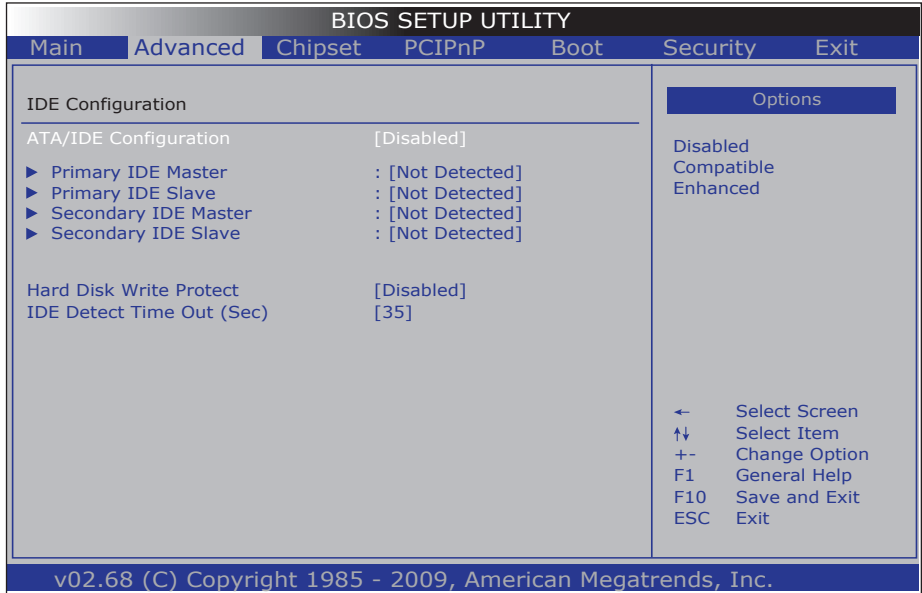 BIOS SETUP UTILITY
Main Advanced Chipset PCIPnP Boot Security Exit
IDE Configuration
ATA/IDE Configuration [Disabled]
▶ Primary IDE Master : [Not Detected]
▶ Primary IDE Slave : [Not Detected]
▶ Secondary IDE Master : [Not Detected]
▶ Secondary IDE Slave : [Not Detected]
Hard Disk Write Protect [Disabled]
IDE Detect Time Out (Sec) [35]
Options
Disabled
Compatible
Enhanced
← Select Screen
↑↓ Select Item
+- Change Option
F1 General Help
F10 Save and Exit
ESC Exit
v02.68 (C) Copyright 1985 - 2009, American Megatrends, Inc.